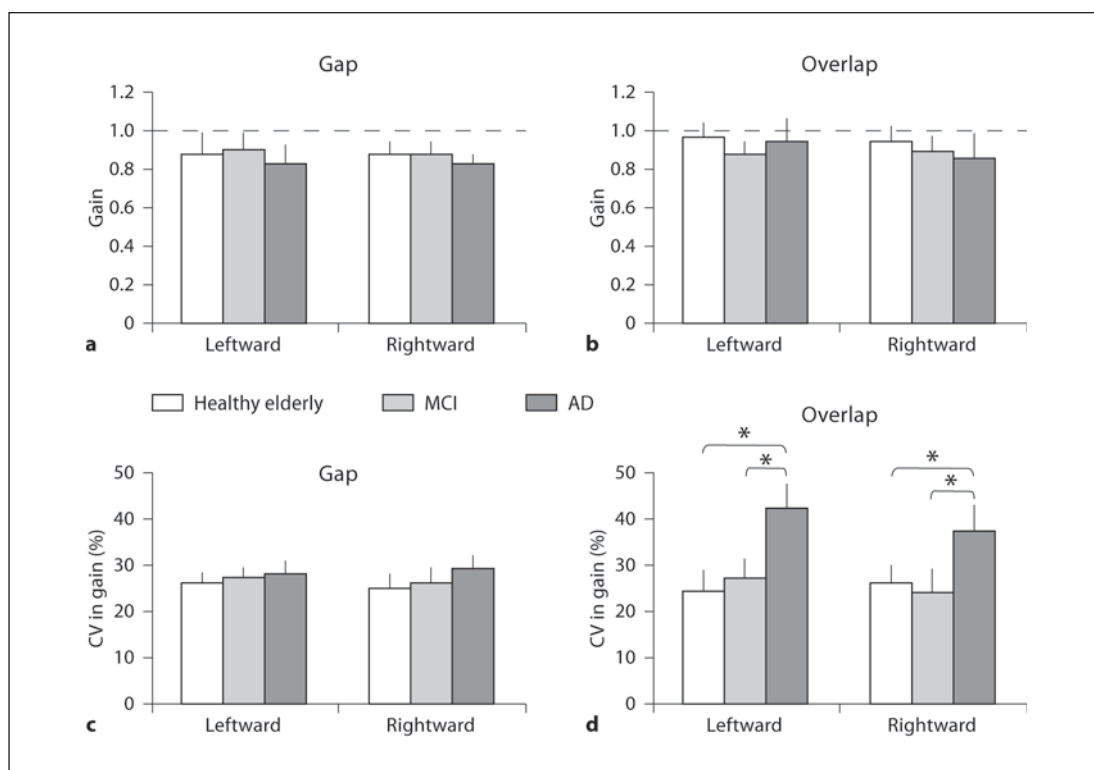 Gap
1.2
1.0
0.8
0.6
0.4
0.2
0
Gain
Leftward
Rightward
a
Overlap
1.2
1.0
0.8
0.6
0.4
0.2
0
Gain
Leftward
Rightward
b
Healthy elderly
MCI
AD
Gap
50
40
30
20
10
0
CV in gain (%)
Leftward
Rightward
c
Overlap
* *
* *
50
40
30
20
10
0
CV in gain (%)
Leftward
Rightward
d